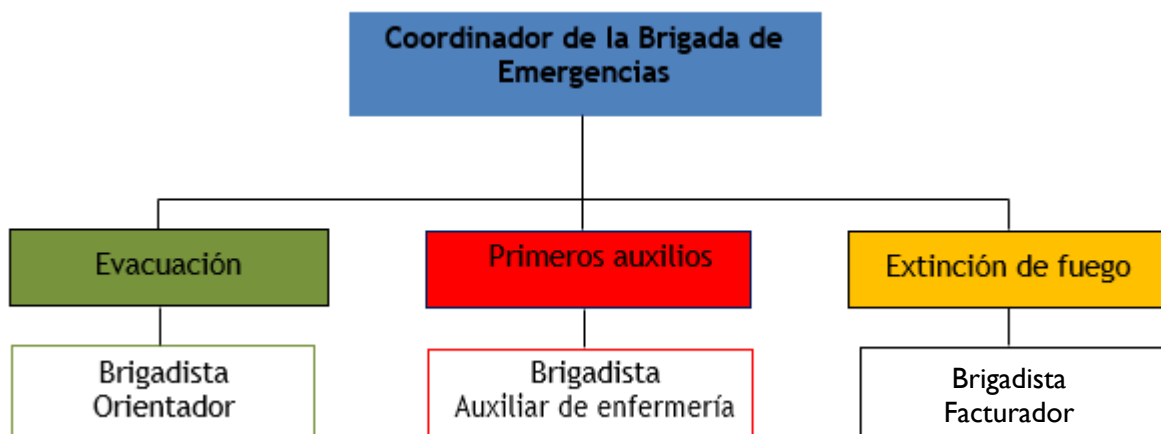 Coordinador de la Brigada de
Emergencias
Evacuación
Primeros auxilios
Extinción de fuego
Brigadista
Orientador
Brigadista
Auxiliar de enfermería
Brigadista
Facturador